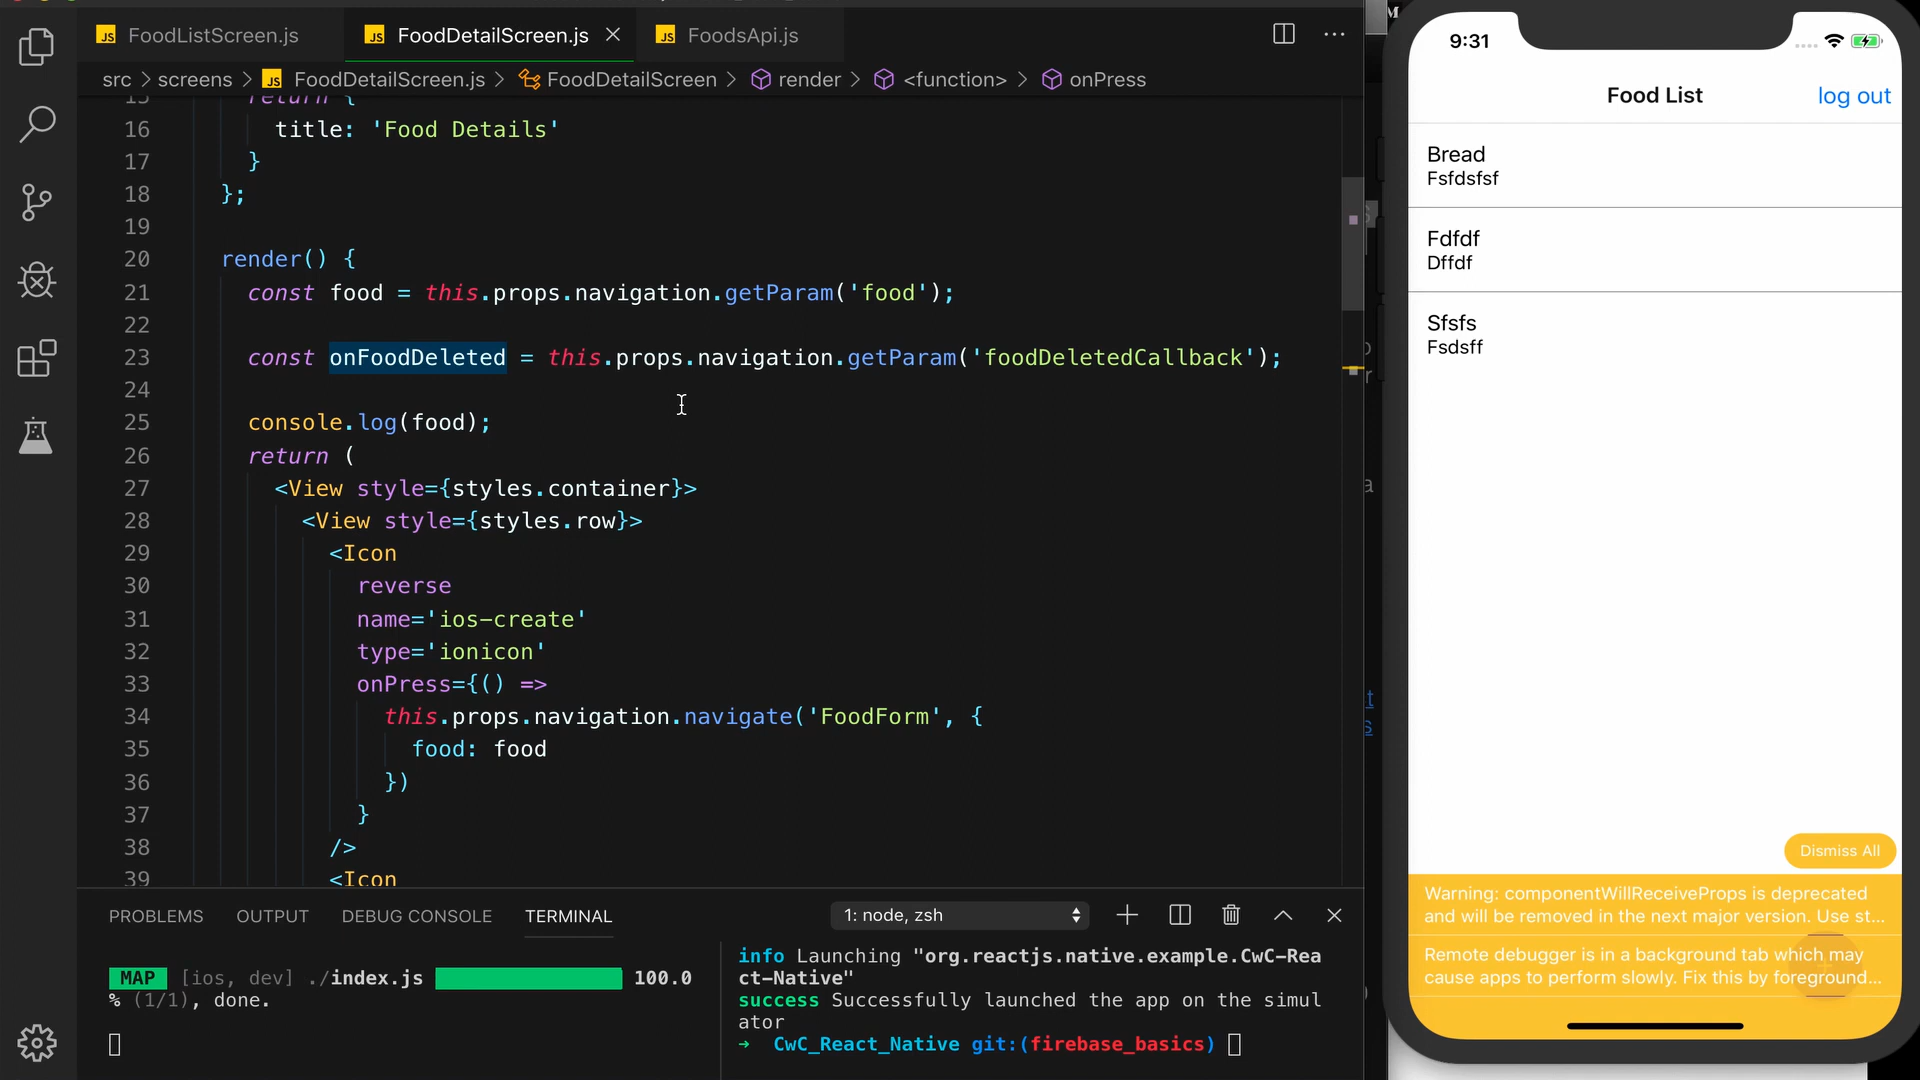 JS FoodListScreen.js
JS FoodDetailScreen.js
JS FoodsApi.js
src > screens > JS FoodDetailScreen.js > FoodDetailScreen > render > <function> > onPress
return {
16 title: 'Food Details'
17 }
18 };
19
20 render() {
21 const food = this.props.navigation.getParam('food');
22
23 const onFoodDeleted = this.props.navigation.getParam('foodDeletedCallback');
24
25 console.log(food);
26 return (
27 <View style={styles.container}>
28 <View style={styles.row}>
29 <Icon
30 reverse
31 name='ios-create'
32 type='ionicon'
33 onPress={() =>
34 this.props.navigation.navigate('FoodForm', {
35 food: food
36 })
37 }
38 />
39 <Icon
PROBLEMS OUTPUT DEBUG CONSOLE TERMINAL
1: node, zsh
MAP [ios, dev] ./index.js 100.0
% (1/1), done.
info Launching "org.reactjs.native.example.CwC-Rea
ct-Native"
success Successfully launched the app on the simul
ator
→ CwC_React_Native git:(firebase_basics)
9:31
Food List
log out
Bread
Fsfdsfsf
Fdfdf
Dffdf
Sfsfs
Fsdsff
Dismiss All
Warning: componentWillReceiveProps is deprecated
and will be removed in the next major version. Use st...
Remote debugger is in a background tab which may
cause apps to perform slowly. Fix this by foreground...